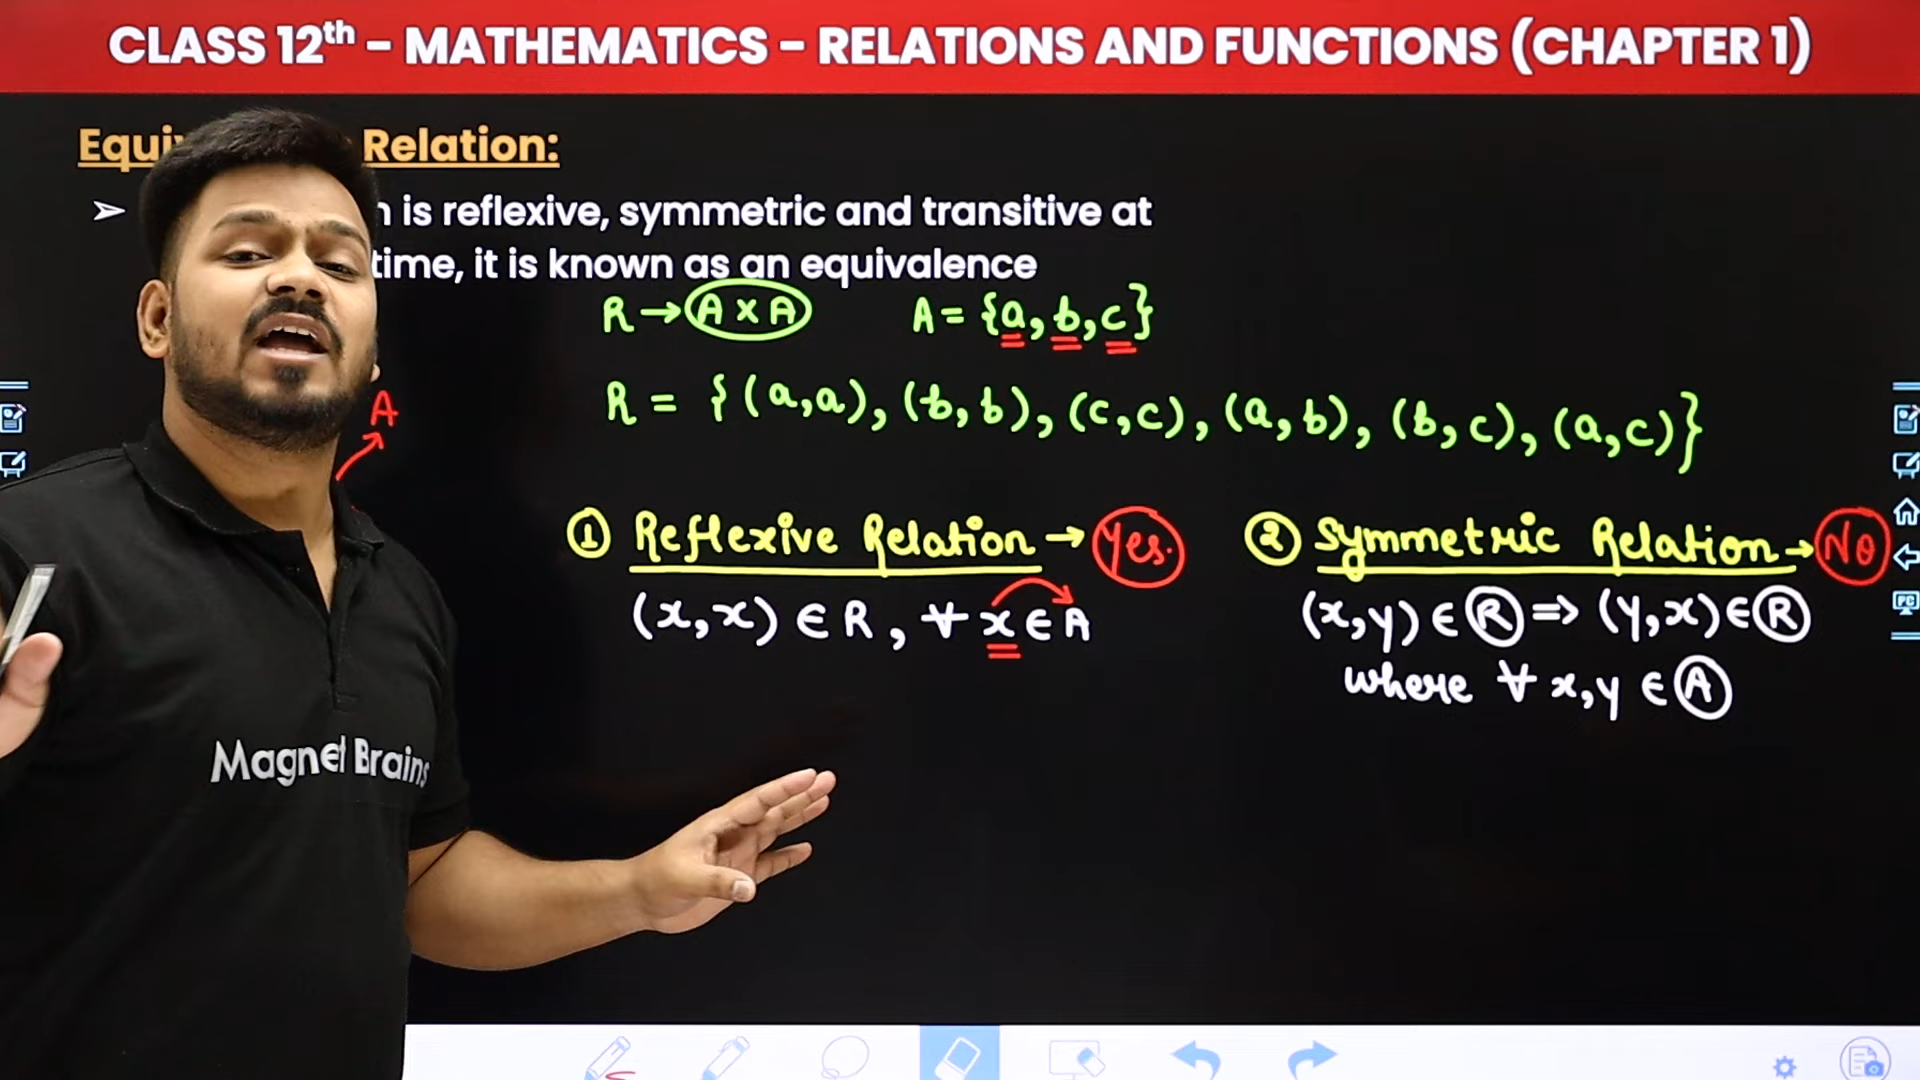 CLASS 12th - MATHEMATICS - RELATIONS AND FUNCTIONS (CHAPTER 1)
Relation:
➢ is reflexive, symmetric and transitive at
time, it is known as an equivalence
R → A × A A = {a, b, c}
A
R = {(a,a), (b,b), (c,c), (a,b), (b,c), (a,c)}
① Reflexive Relation → Yes. ② Symmetric Relation → No
(x,x) ∈ R, ∀ x ∈ A (x,y) ∈ R ⇒ (y,x) ∈ R
where ∀ x,y ∈ A
Magnet Brains
PC